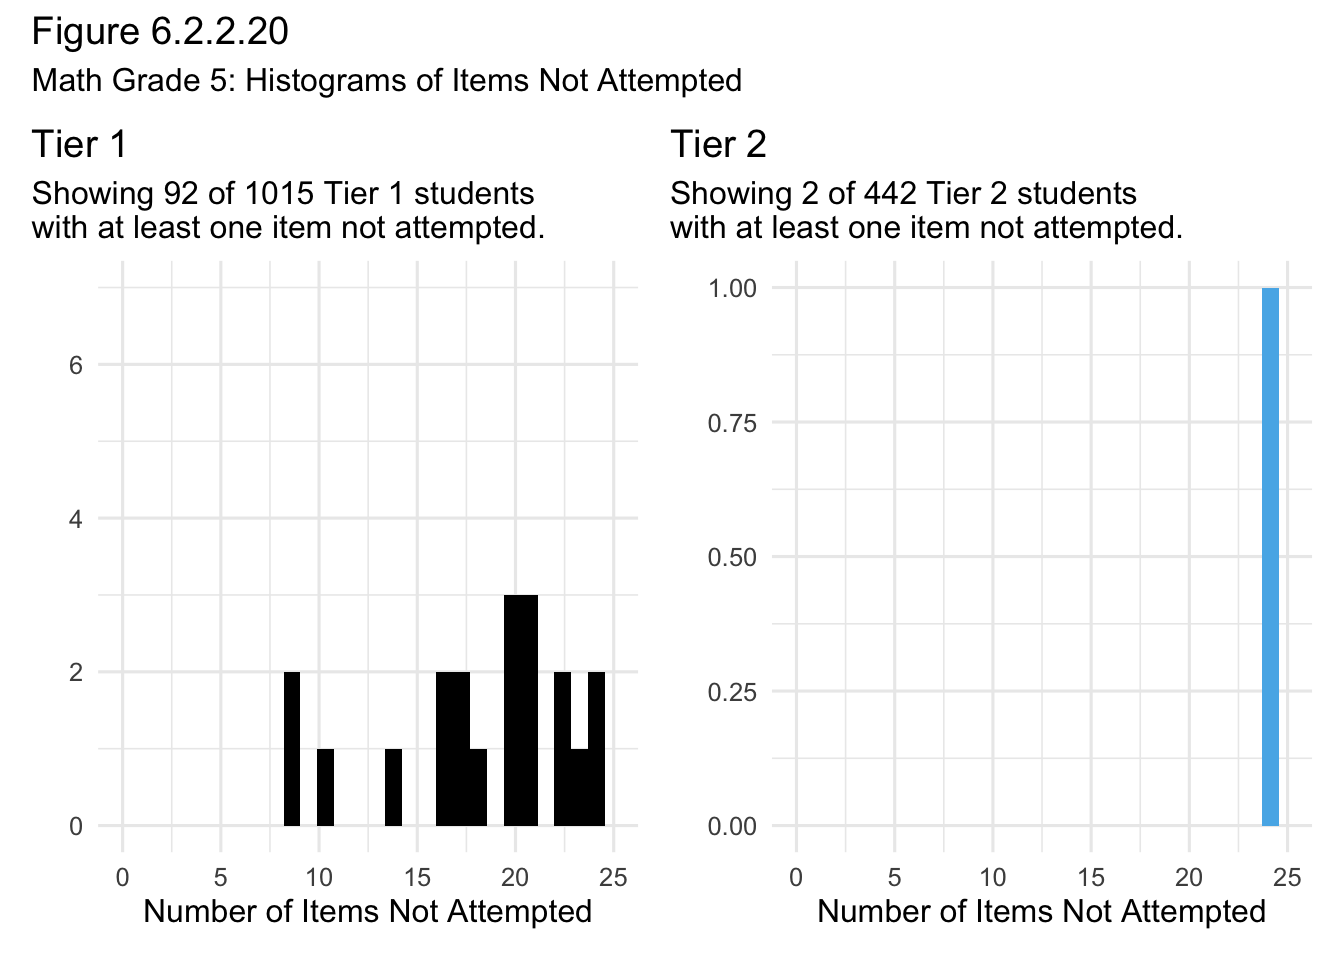 Figure 6.2.2.20
Math Grade 5: Histograms of Items Not Attempted
Tier 1
Showing 92 of 1015 Tier 1 students
with at least one item not attempted.
6
4
2
0
0 5 10 15 20 25
Number of Items Not Attempted
Tier 2
Showing 2 of 442 Tier 2 students
with at least one item not attempted.
1.00
0.75
0.50
0.25
0.00
0 5 10 15 20 25
Number of Items Not Attempted